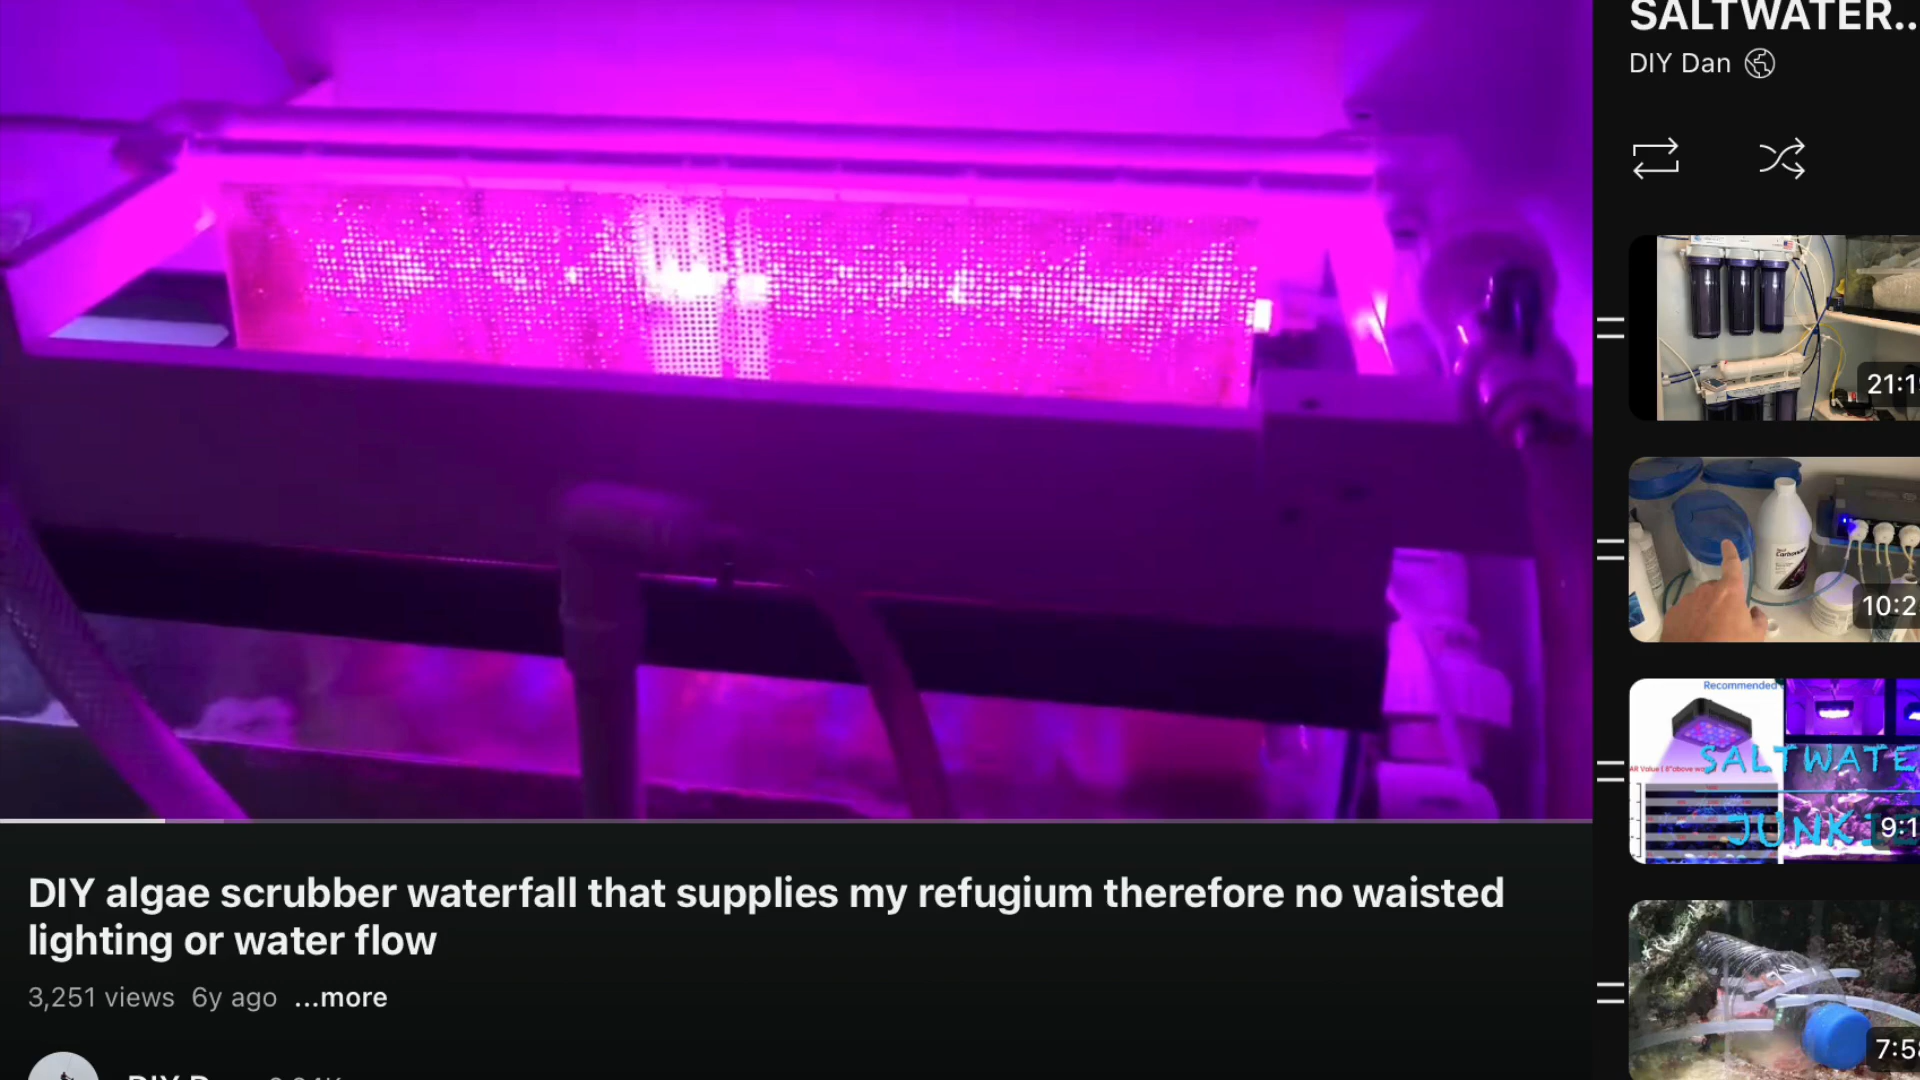 SALTWATER...
DIY Dan
21:1
10:2
Recommended
SALTWATE
JUNKIE
9:1
7:5
DIY algae scrubber waterfall that supplies my refugium therefore no waisted
lighting or water flow
3,251 views 6y ago ...more